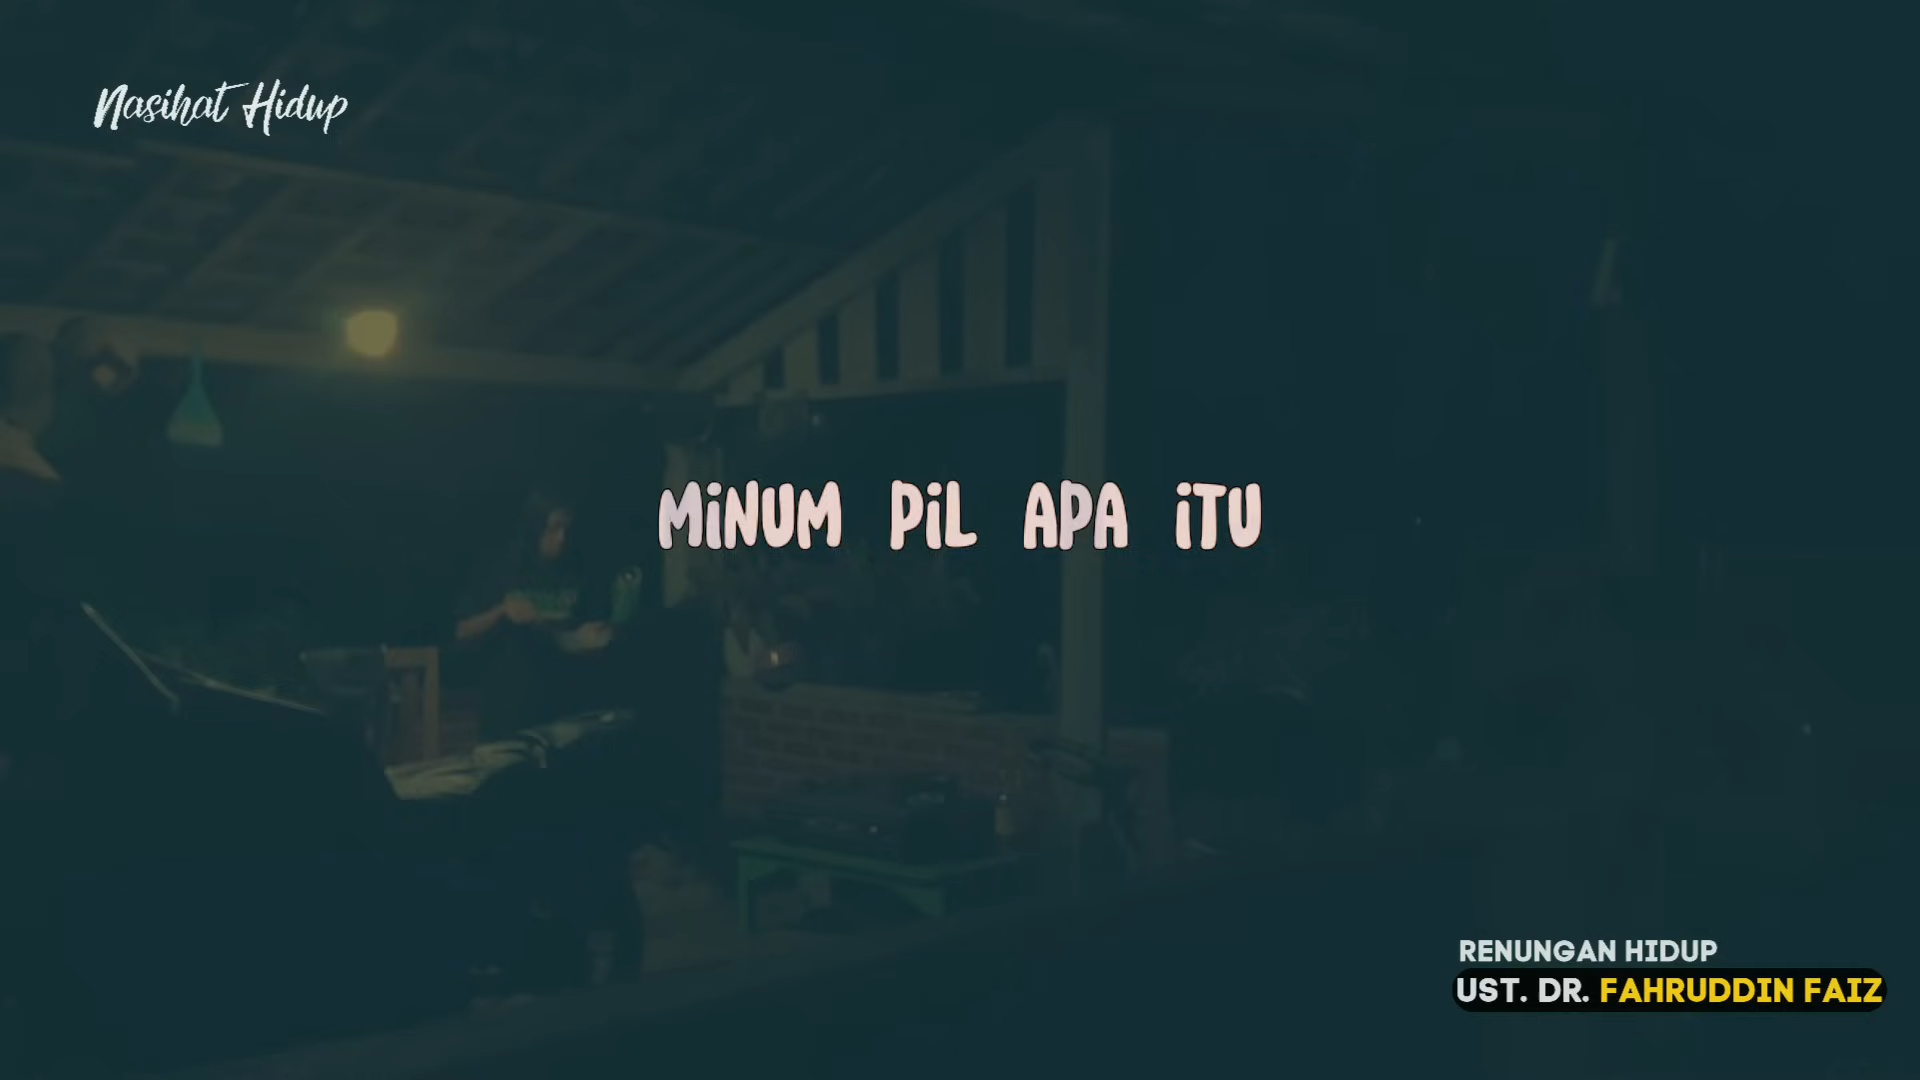 Nasihat Hidup
MiNUM PiL APA iTU
RENUNGAN HIDUP
UST. DR. FAHRUDDIN FAIZ